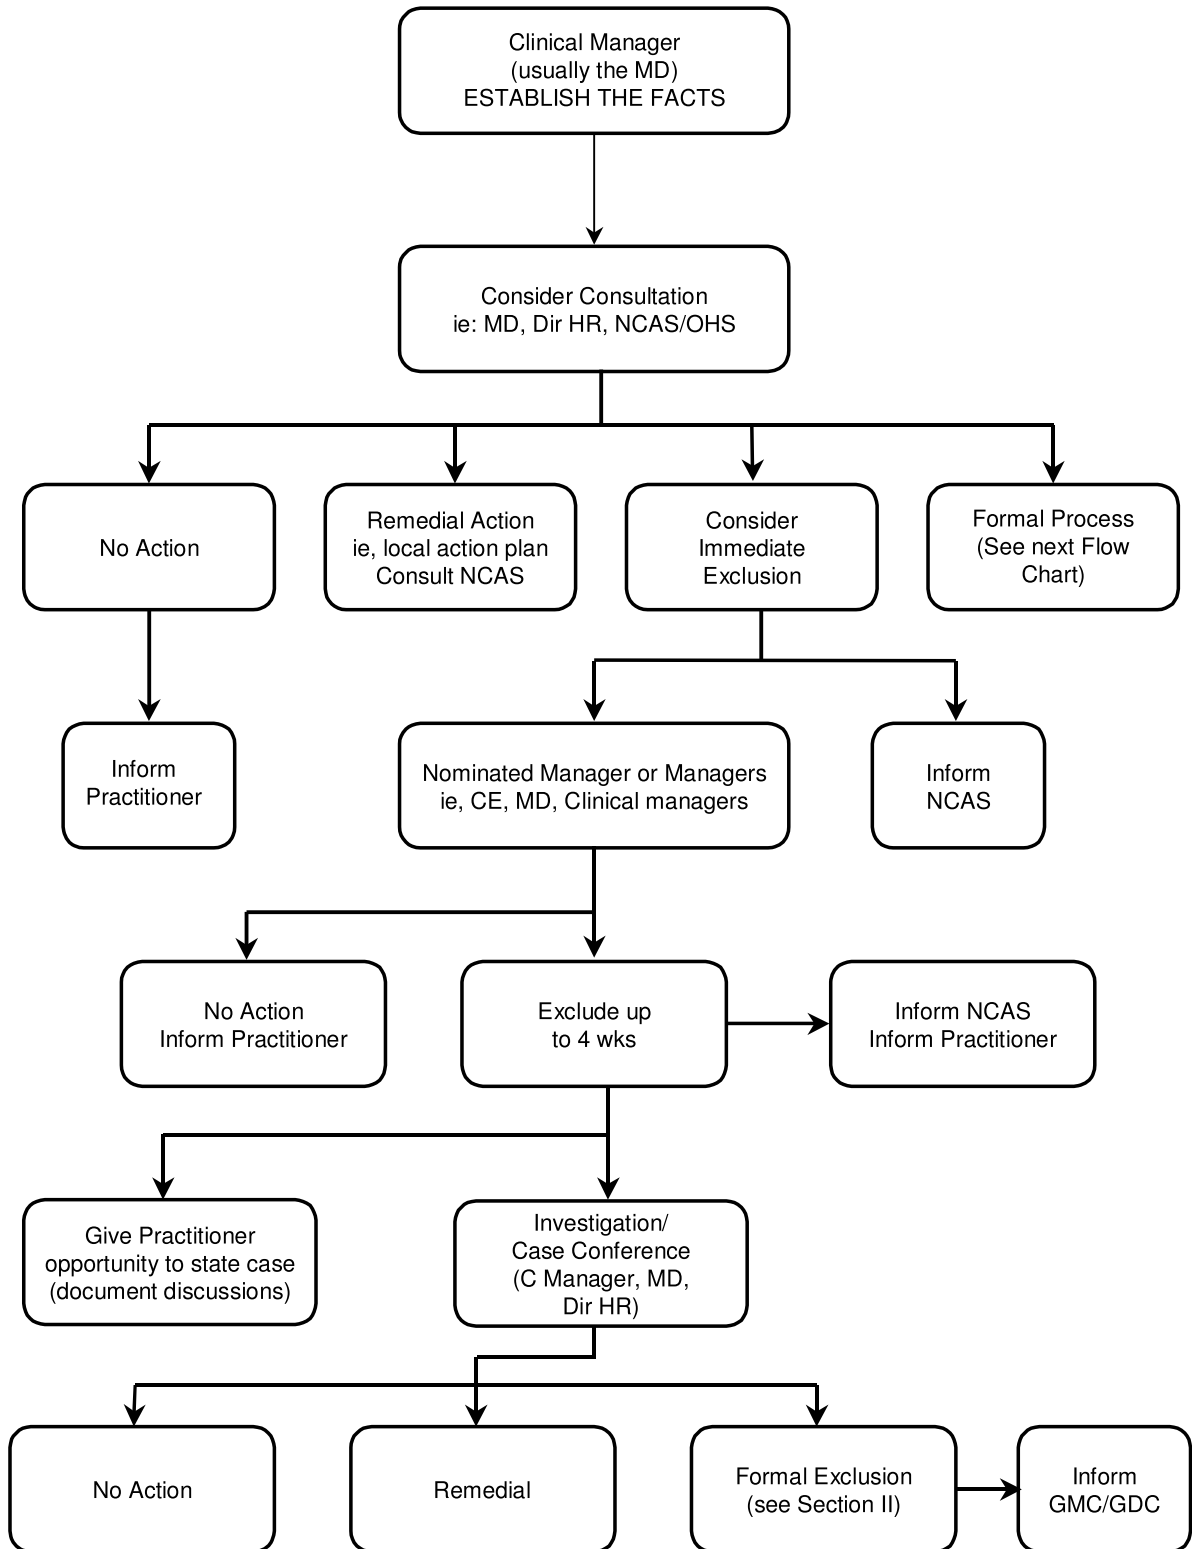 Clinical Manager
(usually the MD)
ESTABLISH THE FACTS
Consider Consultation
ie: MD, Dir HR, NCAS/OHS
No Action
Remedial Action
ie, local action plan
Consult NCAS
Consider
Immediate
Exclusion
Formal Process
(See next Flow
Chart)
Inform
Practitioner
Nominated Manager or Managers
ie, CE, MD, Clinical managers
Inform
NCAS
No Action
Inform Practitioner
Exclude up
to 4 wks
Inform NCAS
Inform Practitioner
Give Practitioner
opportunity to state case
(document discussions)
Investigation/
Case Conference
(C Manager, MD,
Dir HR)
No Action
Remedial
Formal Exclusion
(see Section II)
Inform
GMC/GDC